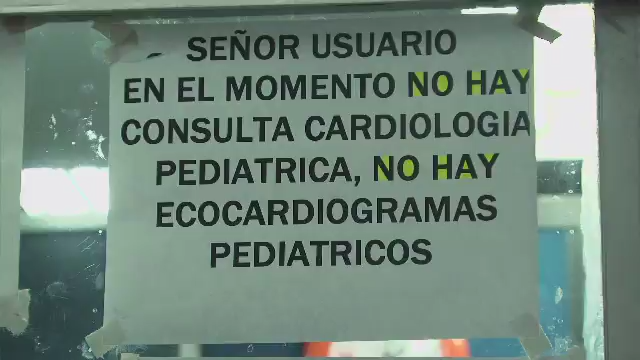 SEÑOR USUARIO
EN EL MOMENTO NO HAY
CONSULTA CARDIOLOGIA
PEDIATRICA, NO HAY
ECOCARDIOGRAMAS
PEDIATRICOS